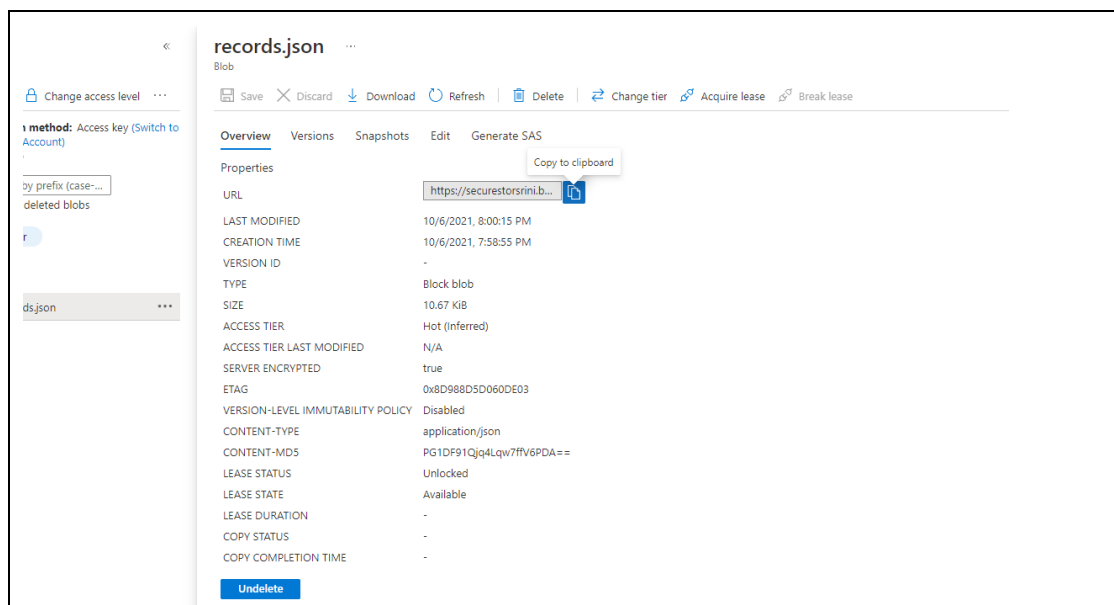 «
Change access level ···
n method: Access key (Switch to
Account)
by prefix (case-...
deleted blobs
r
ds.json ···
records.json ···
Blob
Save Discard Download Refresh Delete Change tier Acquire lease Break lease
Overview Versions Snapshots Edit Generate SAS
Copy to clipboard
Properties
URL https://securestorsrini.b...
LAST MODIFIED 10/6/2021, 8:00:15 PM
CREATION TIME 10/6/2021, 7:58:55 PM
VERSION ID -
TYPE Block blob
SIZE 10.67 KiB
ACCESS TIER Hot (Inferred)
ACCESS TIER LAST MODIFIED N/A
SERVER ENCRYPTED true
ETAG 0x8D988D5D060DE03
VERSION-LEVEL IMMUTABILITY POLICY Disabled
CONTENT-TYPE application/json
CONTENT-MD5 PG1DF91Qjq4Lqw7ffV6PDA==
LEASE STATUS Unlocked
LEASE STATE Available
LEASE DURATION -
COPY STATUS -
COPY COMPLETION TIME -
Undelete